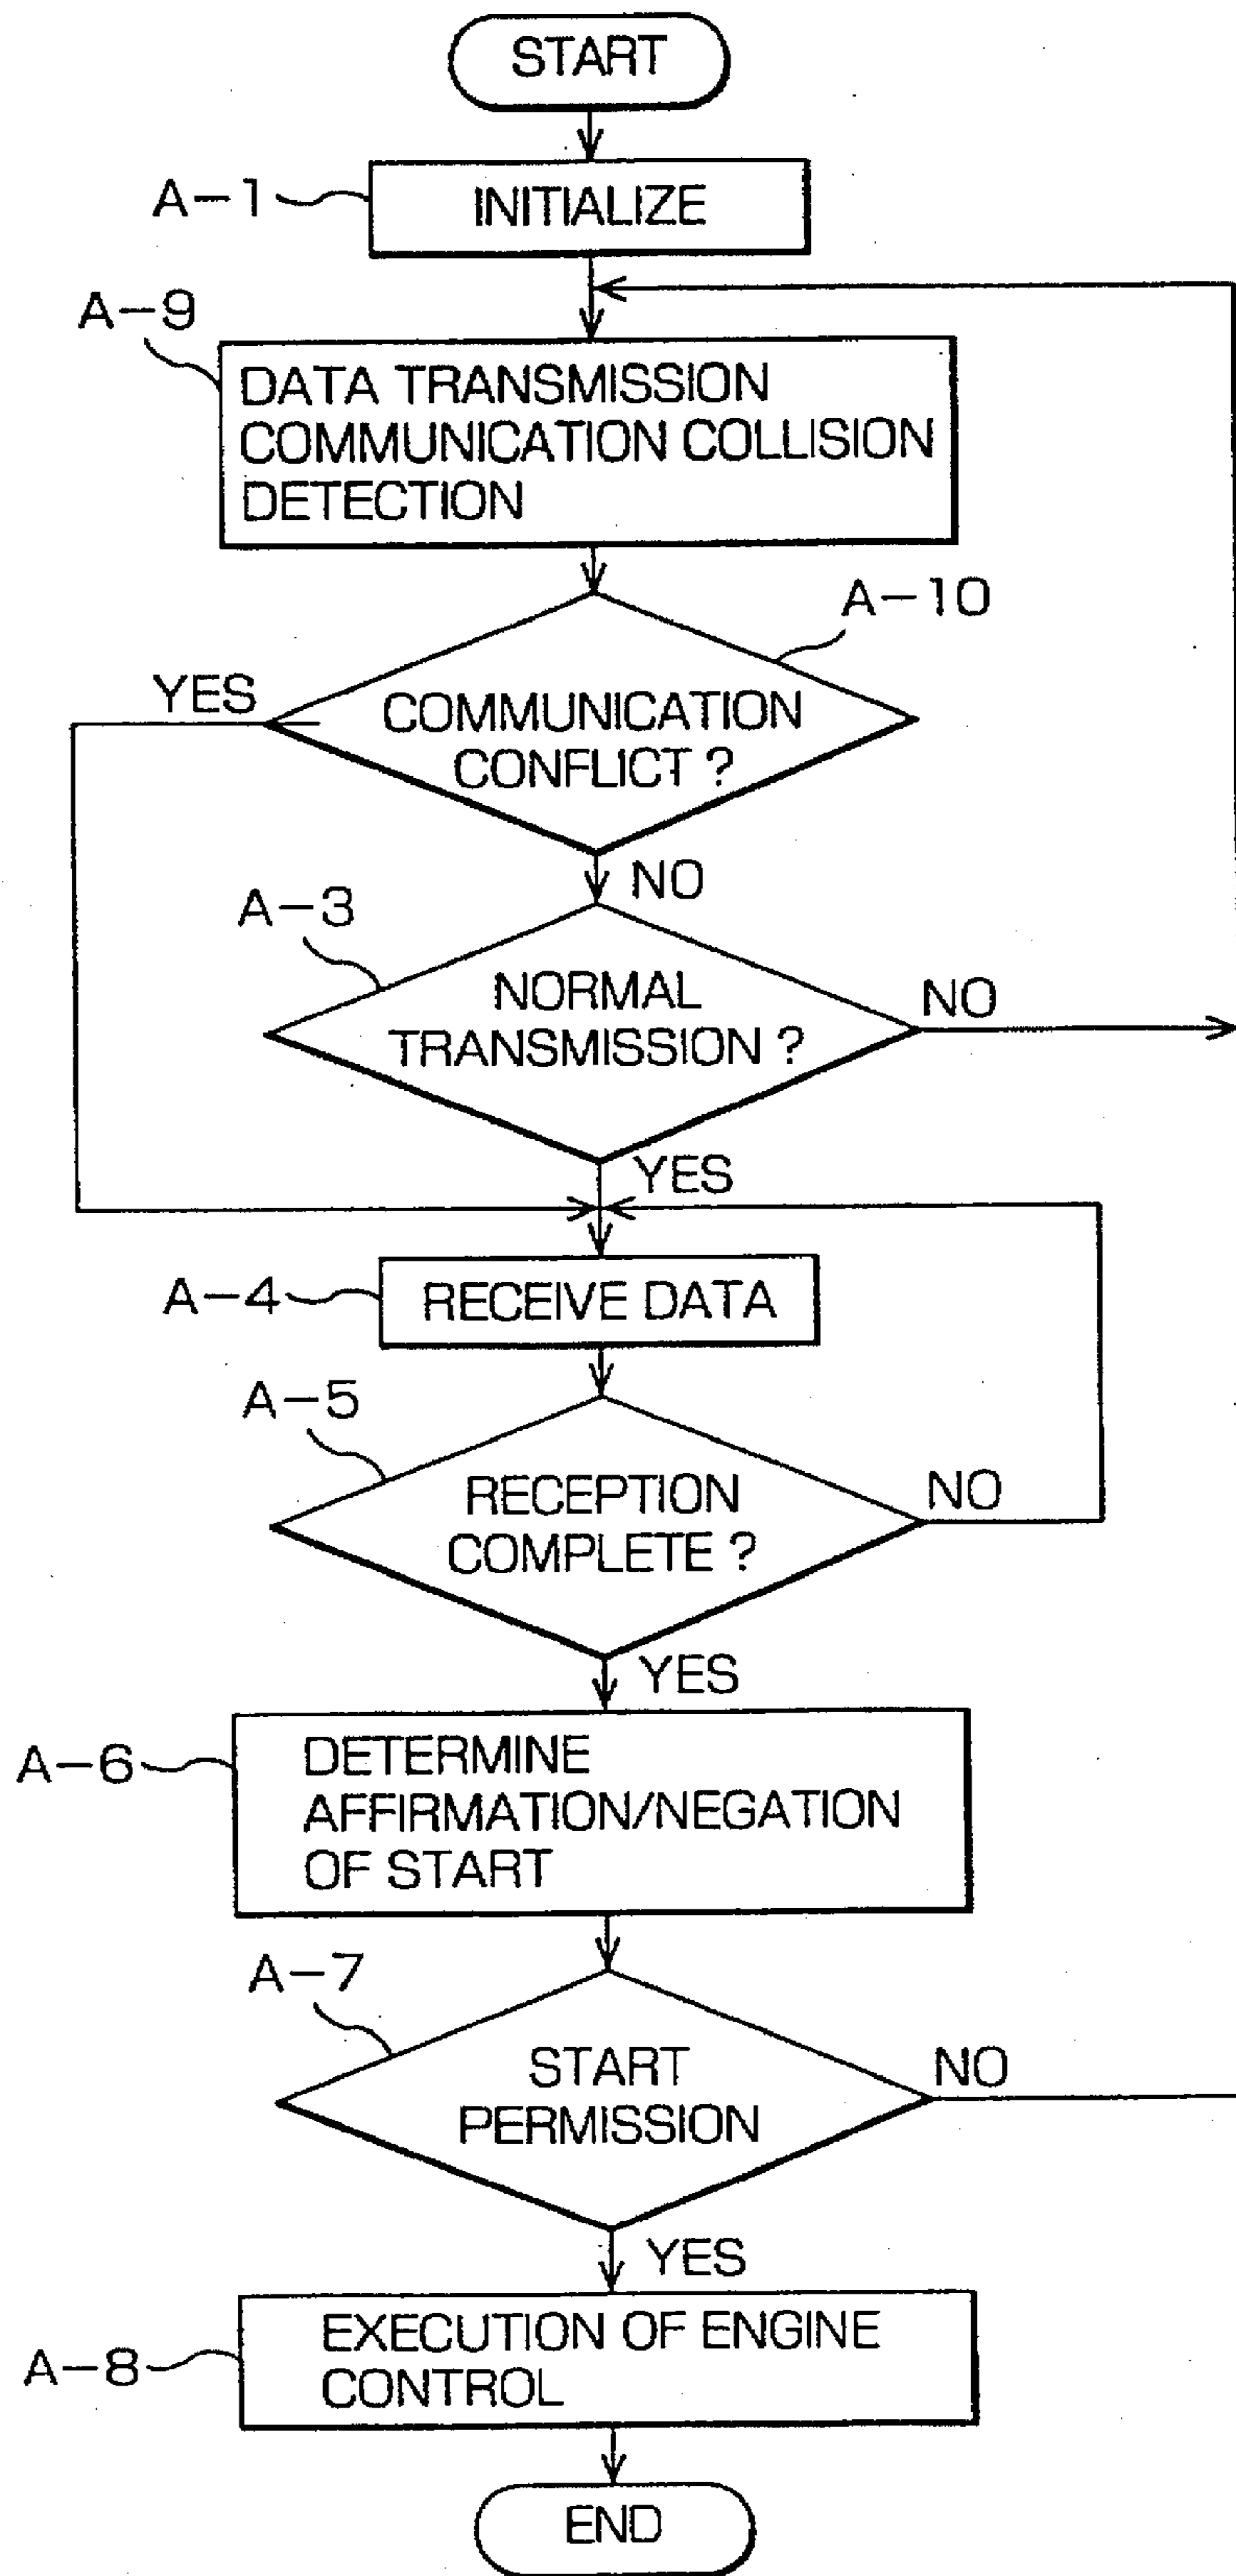 START
A-1
INITIALIZE
A-9
DATA TRANSMISSION
COMMUNICATION COLLISION
DETECTION
A-10
YES
COMMUNICATION
CONFLICT ?
NO
A-3
NORMAL
TRANSMISSION ?
NO
YES
A-4
RECEIVE DATA
A-5
RECEPTION
COMPLETE ?
NO
YES
A-6
DETERMINE
AFFIRMATION/NEGATION
OF START
A-7
START
PERMISSION
NO
YES
EXECUTION OF ENGINE
CONTROL
A-8
END